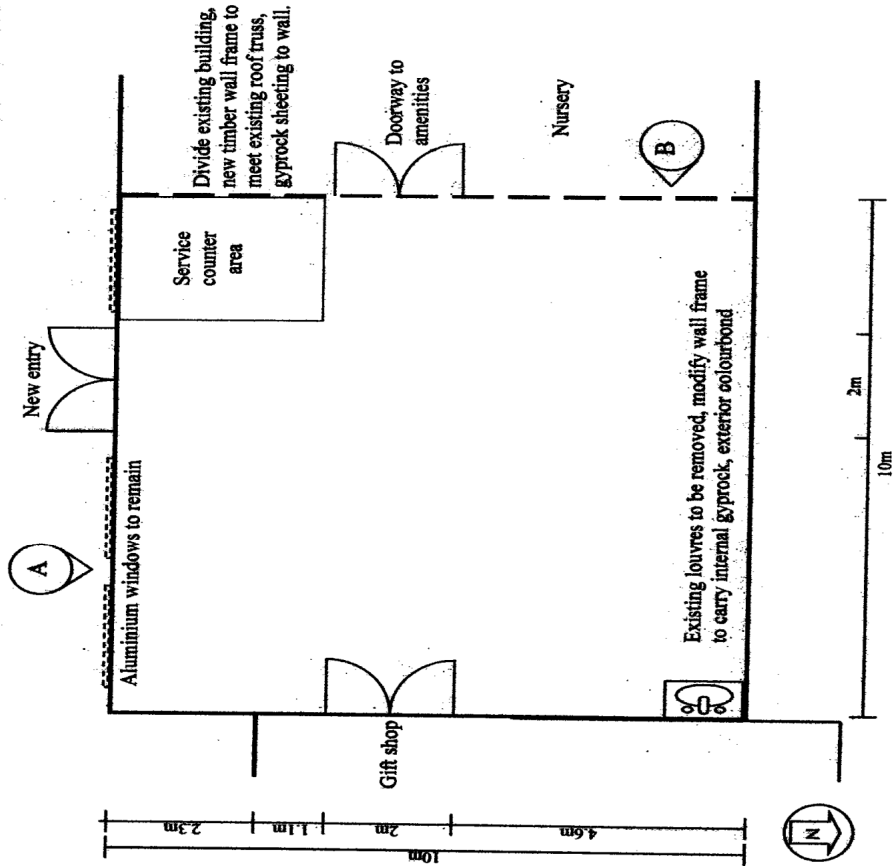 New entry
A
Aluminium windows to remain
Service
counter
area
Divide existing building,
new timber wall frame to
meet existing roof truss,
gyprock sheeting to wall.
Doorway to
amenities
Nursery
B
Gift shop
Existing louvres to be removed, modify wall frame
to carry internal gyprock, exterior colourbond
2.3m
1.1m
2m
4.6m
10m
2m
10m
N